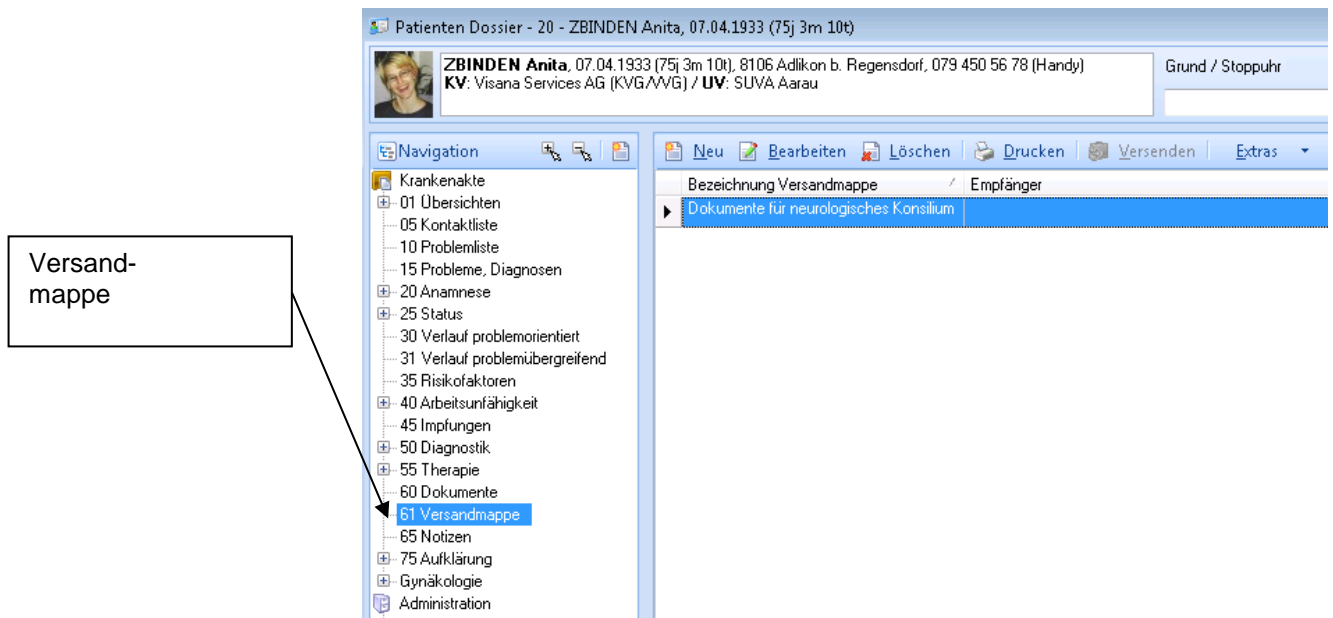 Patienten Dossier - 20 - ZBINDEN Anita, 07.04.1933 (75j 3m 10t)
ZBINDEN Anita, 07.04.1933 (75j 3m 10t), 8106 Adlikon b. Regensdorf, 079 450 56 78 (Handy)
KV: Visana Services AG (KVG/VVG) / UV: SUVA Aarau
Grund / Stoppuhr
Navigation
Neu Bearbeiten Löschen Drucken Versenden Extras
Bezeichnung Versandmappe Empfänger
Dokumente für neurologisches Konsilium
Krankenakte
01 Übersichten
05 Kontaktliste
10 Problemliste
15 Probleme, Diagnosen
20 Anamnese
25 Status
30 Verlauf problemorientiert
31 Verlauf problemübergreifend
35 Risikofaktoren
40 Arbeitsunfähigkeit
45 Impfungen
50 Diagnostik
55 Therapie
60 Dokumente
61 Versandmappe
65 Notizen
75 Aufklärung
Gynäkologie
Administration
Versand-
mappe